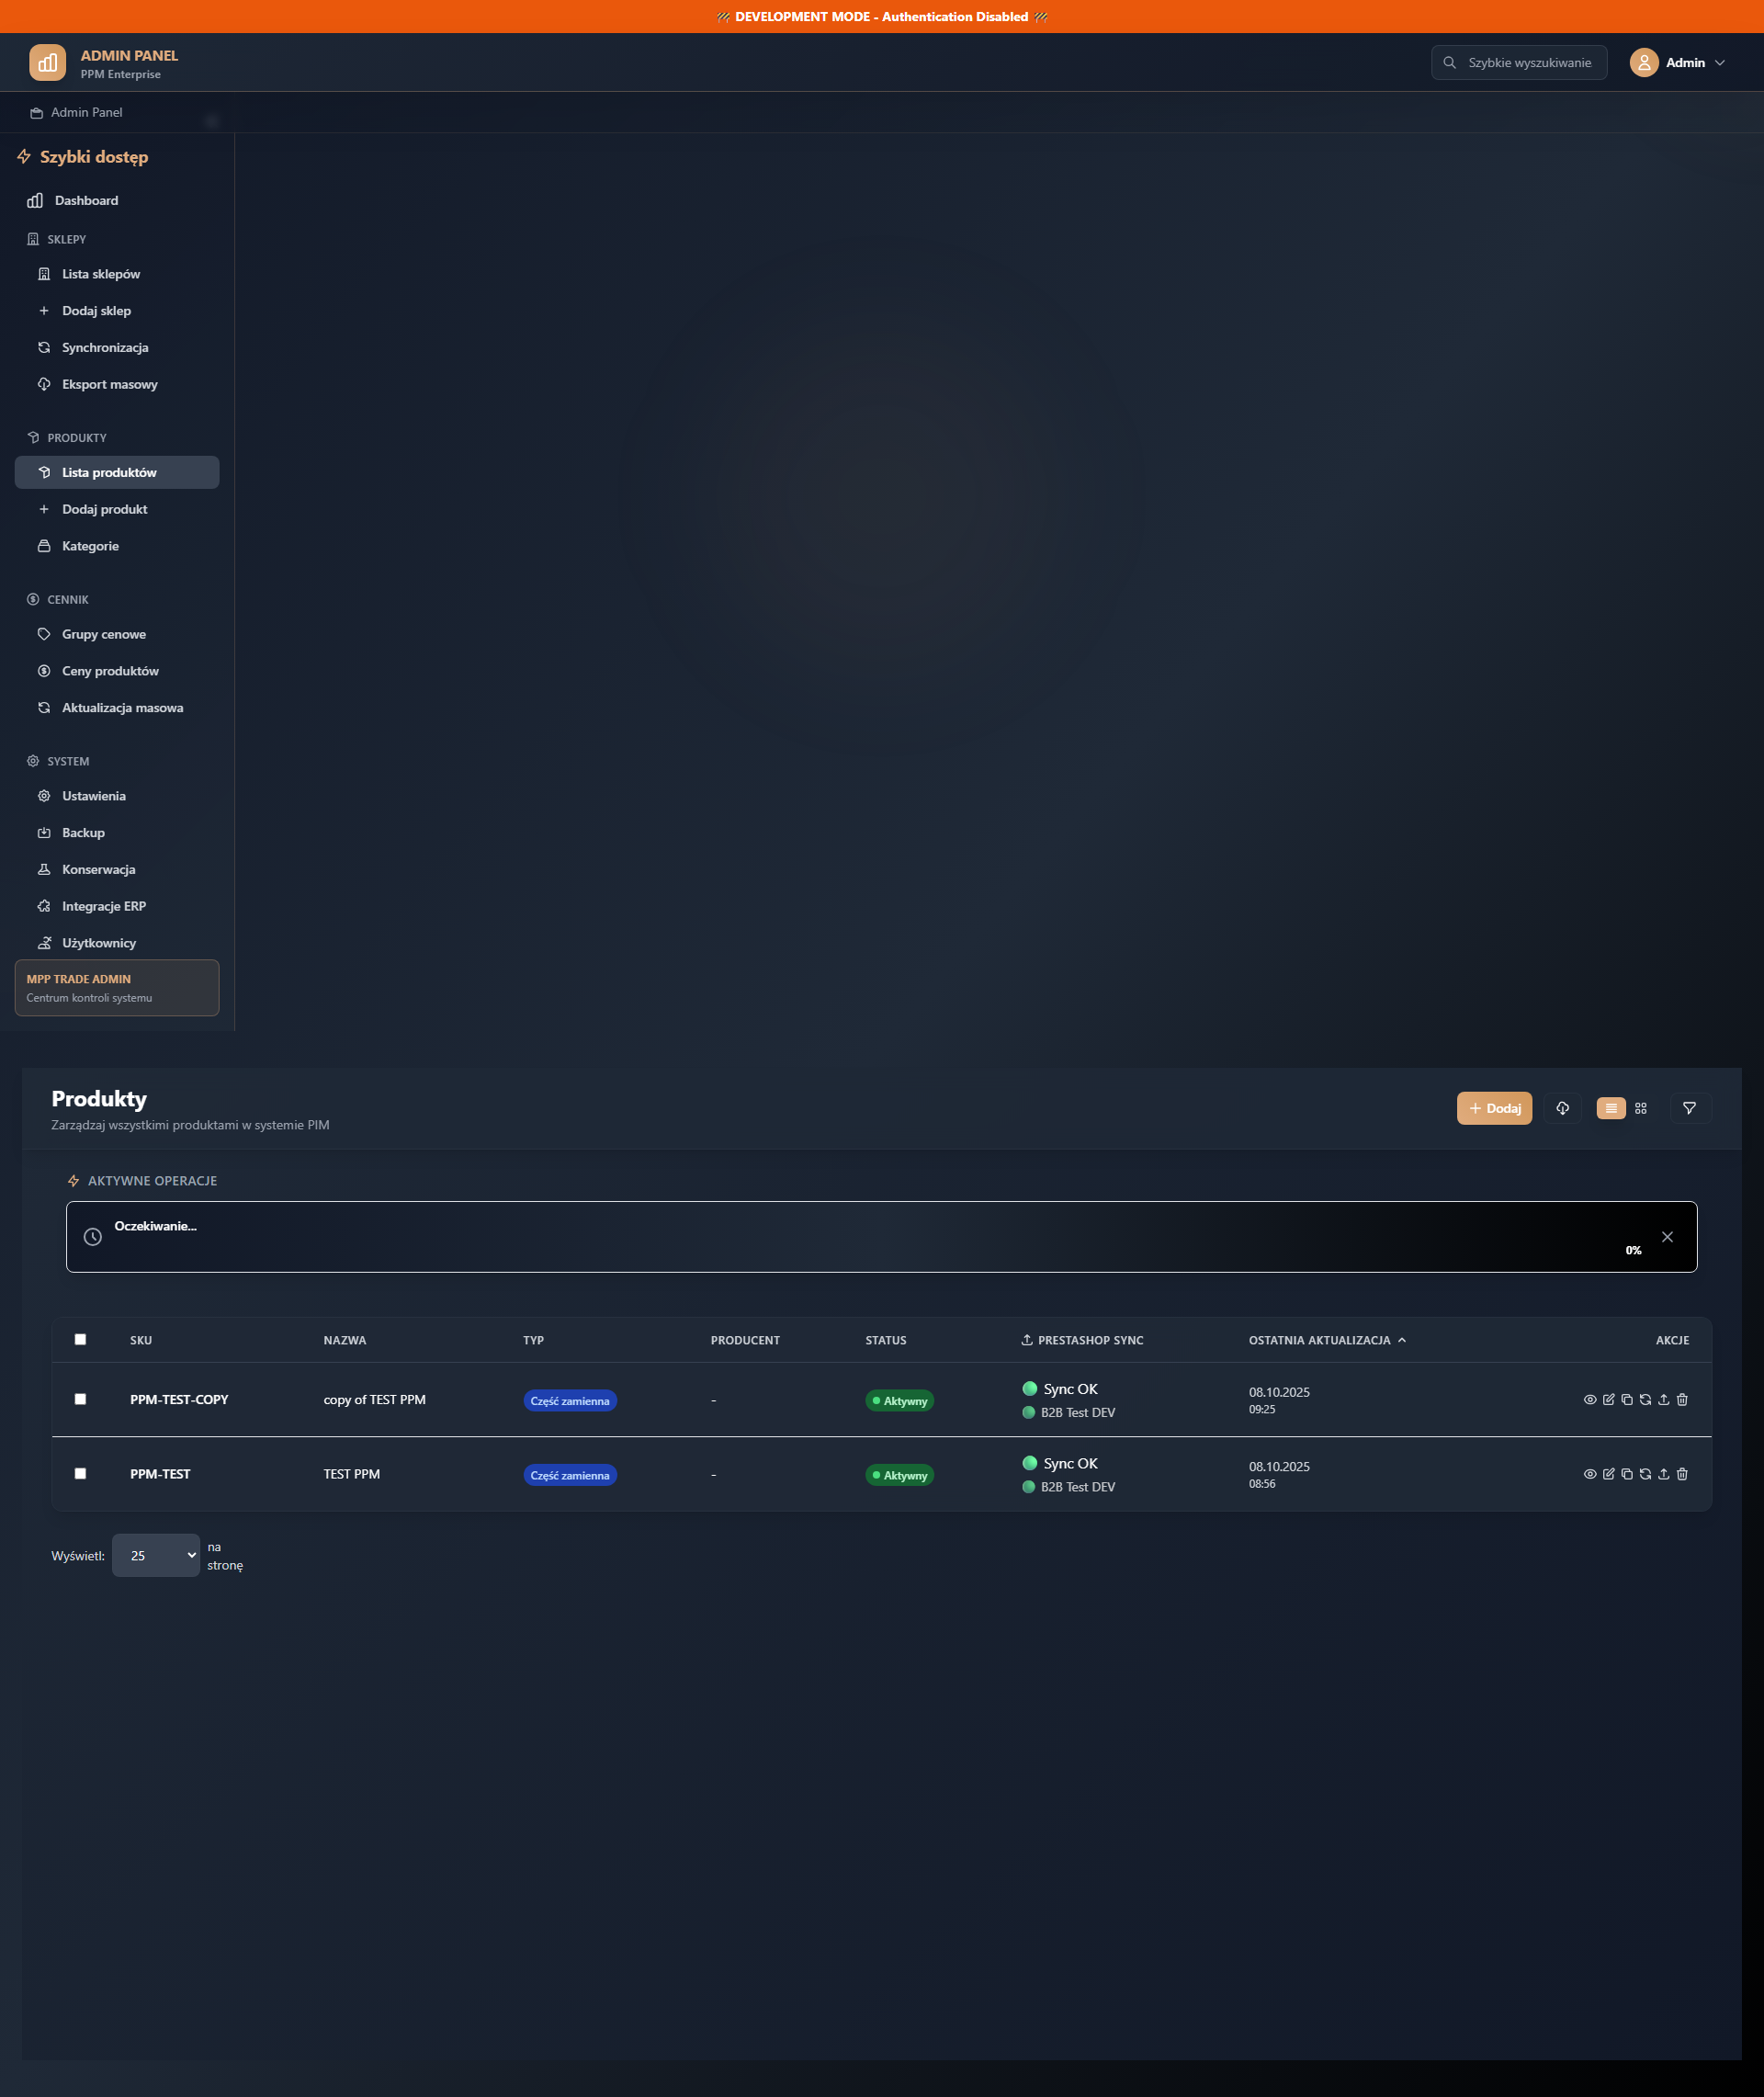 🚧 DEVELOPMENT MODE - Authentication Disabled 🚧
ADMIN PANEL
PPM Enterprise
Szybkie wyszukiwanie
Admin
Admin Panel
Szybki dostęp
Dashboard
SKLEPY
Lista sklepów
Dodaj sklep
Synchronizacja
Eksport masowy
PRODUKTY
Lista produktów
Dodaj produkt
Kategorie
CENNIK
Grupy cenowe
Ceny produktów
Aktualizacja masowa
SYSTEM
Ustawienia
Backup
Konserwacja
Integracje ERP
Użytkownicy
MPP TRADE ADMIN
Centrum kontroli systemu
Produkty
Zarządzaj wszystkimi produktami w systemie PIM
Dodaj
AKTYWNE OPERACJE
Oczekiwanie...
0%
SKU NAZWA TYP PRODUCENT STATUS PRESTASHOP SYNC OSTATNIA AKTUALIZACJA AKCJE
PPM-TEST-COPY copy of TEST PPM Część zamienna - Aktywny Sync OK 08.10.2025
B2B Test DEV 09:25
PPM-TEST TEST PPM Część zamienna - Aktywny Sync OK 08.10.2025
B2B Test DEV 08:56
Wyświetl: 25 na
stronę